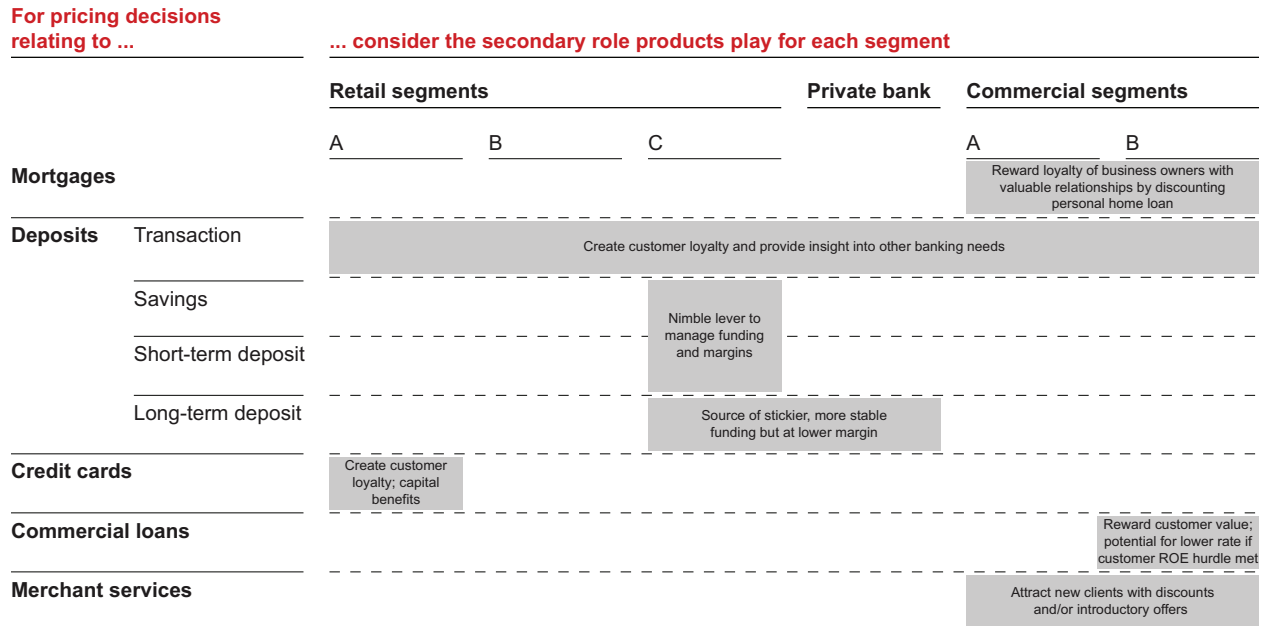 For pricing decisions
relating to ...
... consider the secondary role products play for each segment
Retail segments
Private bank
Commercial segments
A
B
C
A
B
Mortgages
Reward loyalty of business owners with
valuable relationships by discounting
personal home loan
Deposits
Transaction
Create customer loyalty and provide insight into other banking needs
Savings
Nimble lever to
manage funding
and margins
Short-term deposit
Long-term deposit
Source of stickier, more stable
funding but at lower margin
Credit cards
Create customer
loyalty; capital
benefits
Commercial loans
Reward customer value;
potential for lower rate if
customer ROE hurdle met
Merchant services
Attract new clients with discounts
and/or introductory offers